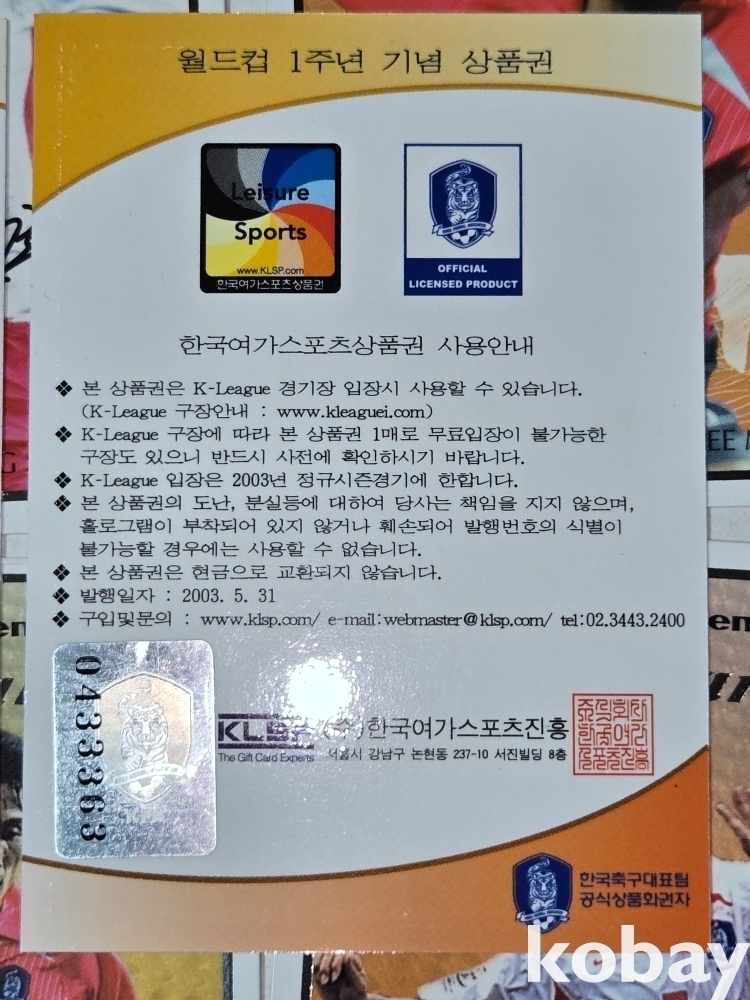 월드컵 1주년 기념 상품권
Leisure
Sports
www.KLSP.com
한국여가스포츠상품권
OFFICIAL
LICENSED PRODUCT
한국여가스포츠상품권 사용안내
❖ 본 상품권은 K-League 경기장 입장시 사용할 수 있습니다.
(K-League 구장안내 : www.kleaguei.com)
❖ K-League 구장에 따라 본 상품권 1매로 무료입장이 불가능한
구장도 있으니 반드시 사전에 확인하시기 바랍니다.
❖ K-League 입장은 2003년 정규시즌경기에 한합니다.
❖ 본 상품권의 도난, 분실등에 대하여 당사는 책임을 지지 않으며,
홀로그램이 부착되어 있지 않거나 훼손되어 발행번호의 식별이
불가능할 경우에는 사용할 수 없습니다.
❖ 본 상품권은 현금으로 교환되지 않습니다.
❖ 발행일자 : 2003. 5. 31
❖ 구입및문의 : www.klsp.com/ e-mail:webmaster@klsp.com/ tel:02.3443.2400
0433363
KLSP (주)한국여가스포츠진흥
The Gift Card Experts 서울시 강남구 논현동 237-10 서진빌딩 8층
한국축구대표팀
공식상품화권자
kobay